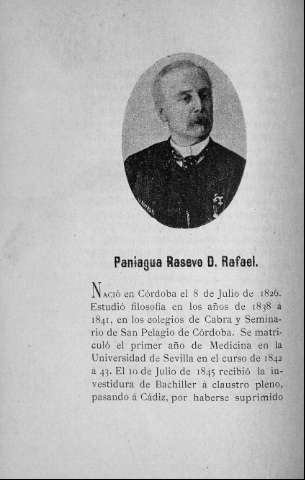 Paniagua Rasevo D. Rafael.
Nació en Córdoba el 8 de Julio de 1826.
Estudió filosofia en los años de 1838 á
1841, en los colegios de Cabra y Semina-
rio de San Pelagio de Córdoba. Se matri-
culó el primer año de Medicina en la
Universidad de Sevilla en el curso de 1842
á 43. El 10 de Julio de 1845 recibió la in-
vestidura de Bachiller á claustro pleno,
pasando á Cádiz, por haberse suprimido